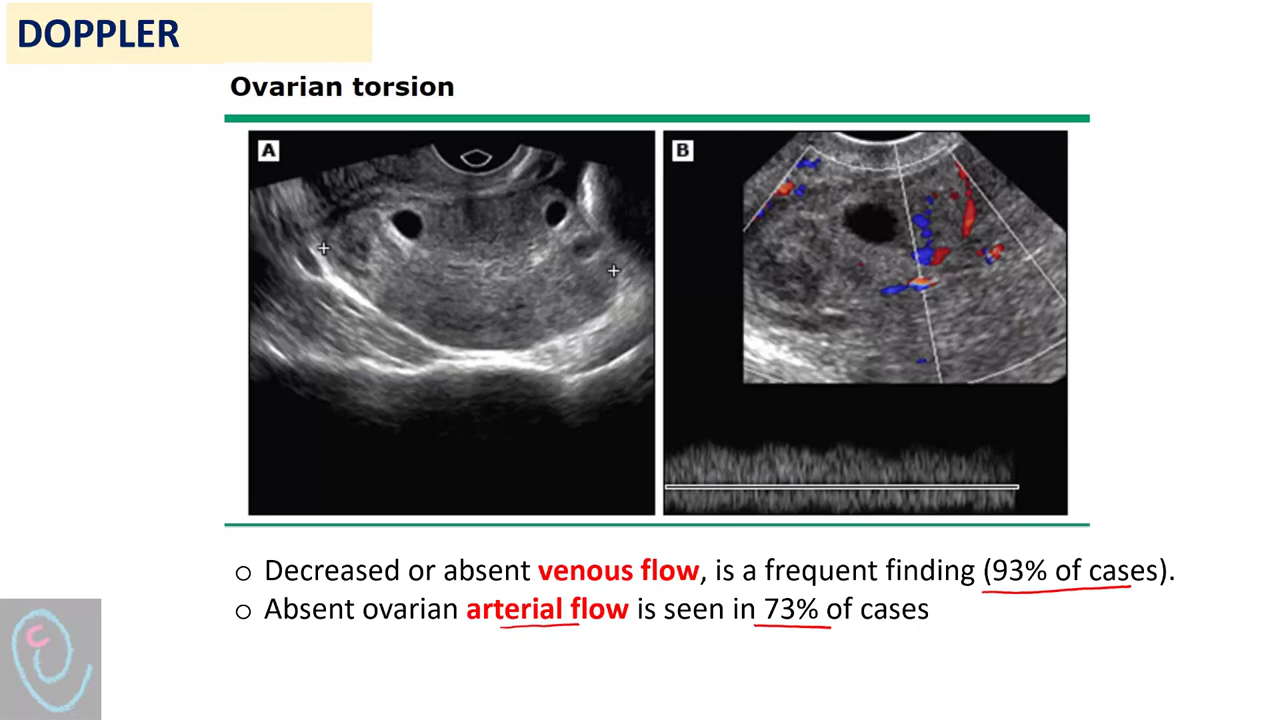 DOPPLER
Ovarian torsion
A
B
○ Decreased or absent venous flow, is a frequent finding (93% of cases).
○ Absent ovarian arterial flow is seen in 73% of cases
C